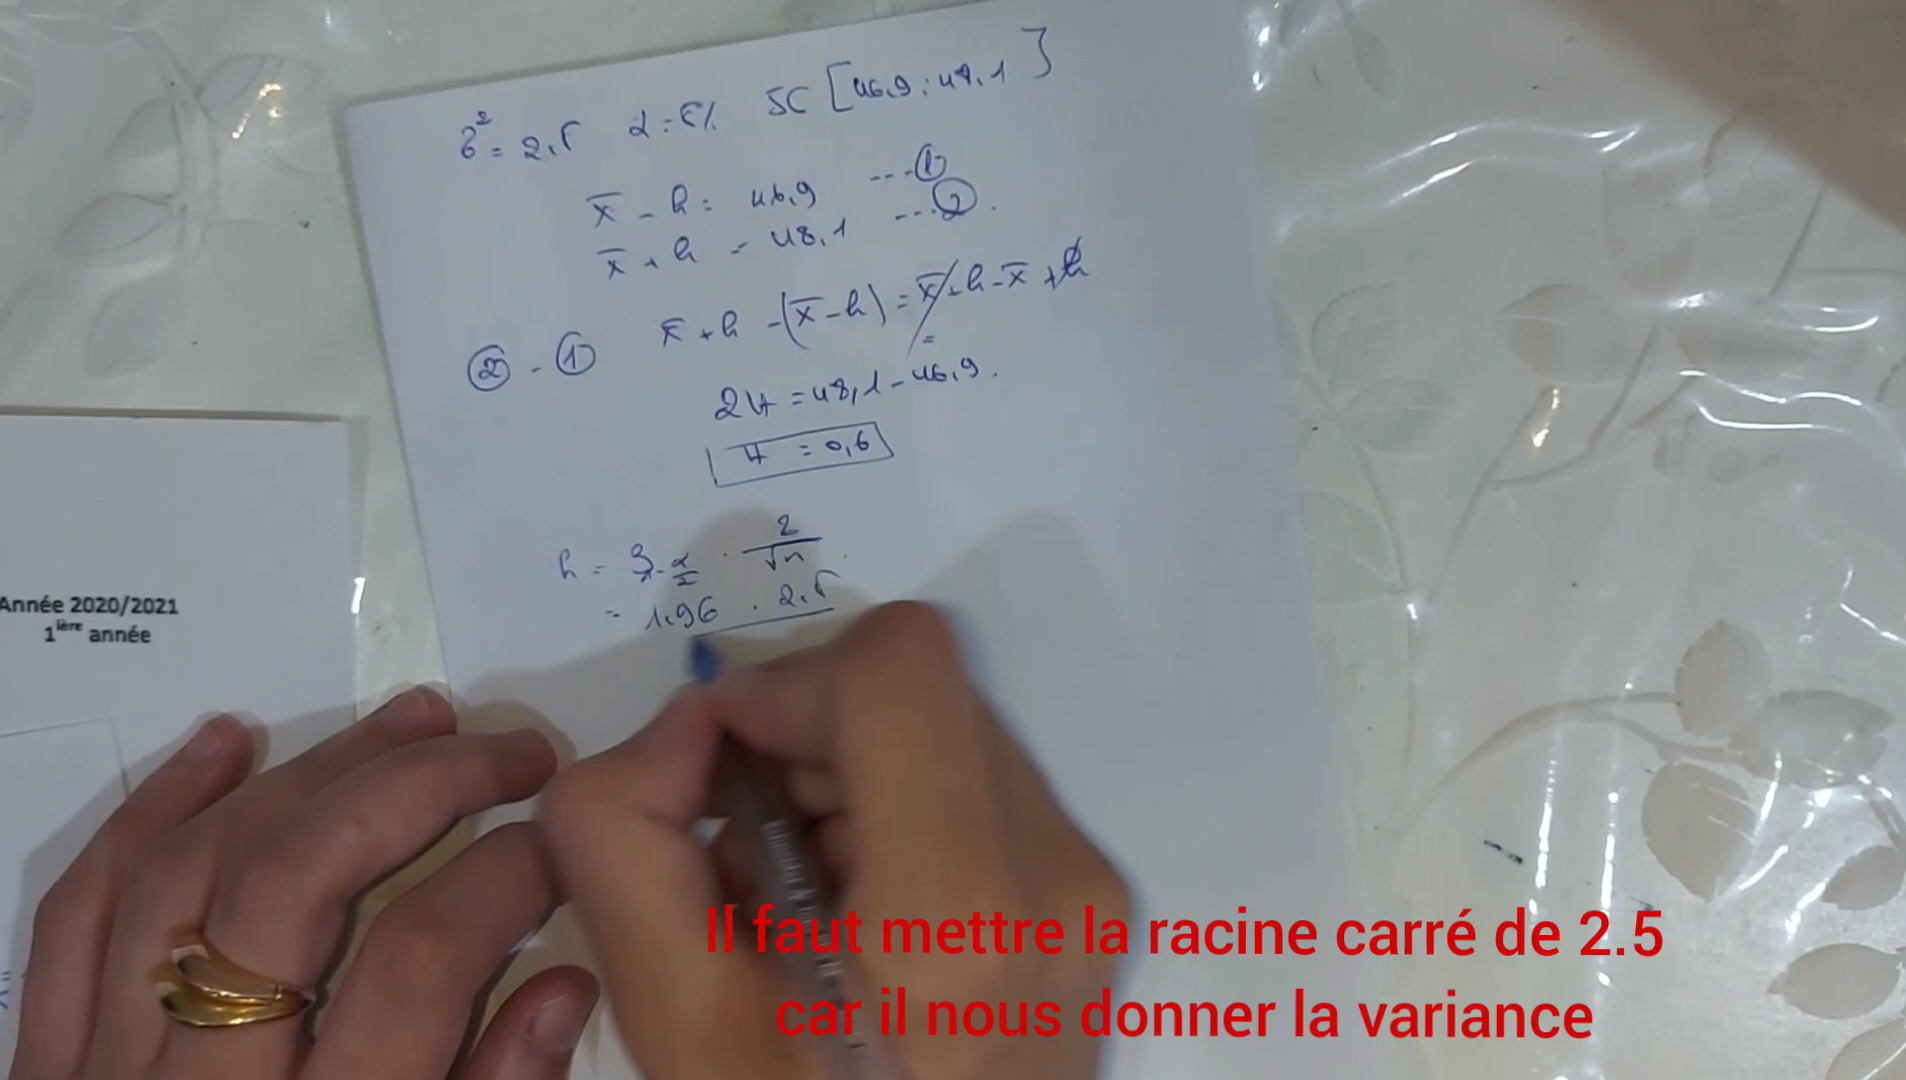 σ² = 2,5 α = 5% IC [46,9 ; 48,1]
x̄ - h = 46,9 ---①
x̄ + h = 48,1 ---②.
② - ① x̄ + h - (x̄ - h) = x̄ + h - x̄ + h
=
2H = 48,1 - 46,9.
H = 0,6
h = z₁₋α/₂ · σ/√n.
= 1,96 · 2,5
Année 2020/2021
1ière année
Il faut mettre la racine carré de 2.5
car il nous donner la variance